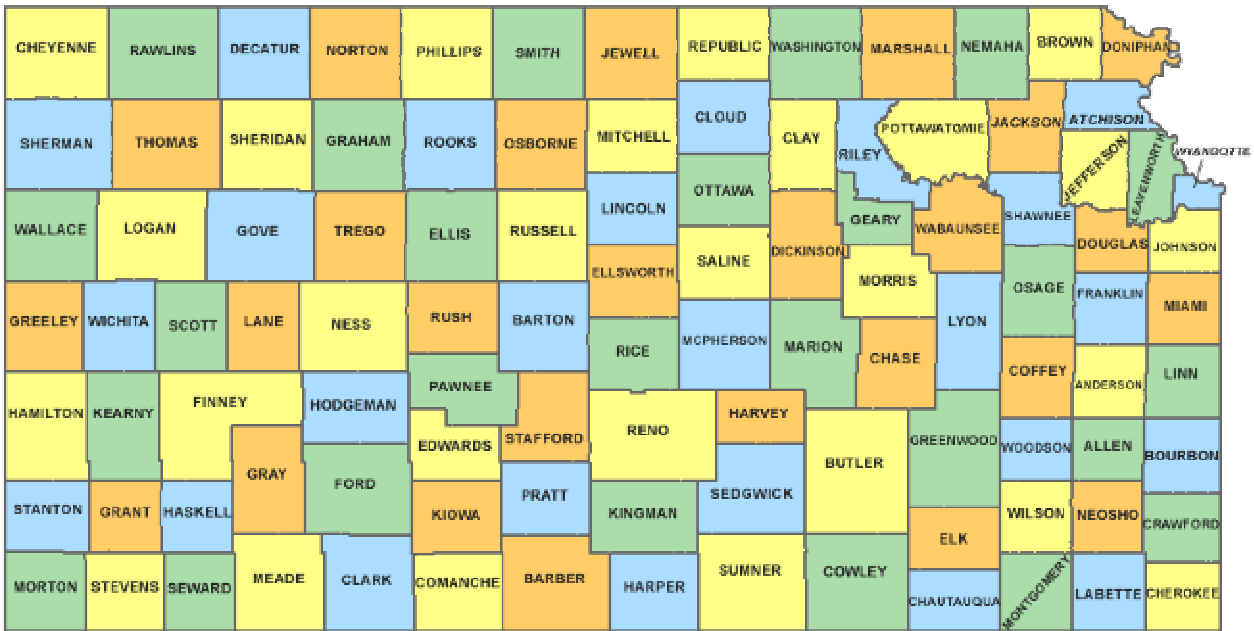 CHEYENNE
RAWLINS
DECATUR
NORTON
PHILLIPS
SMITH
JEWELL
REPUBLIC
WASHINGTON
MARSHALL
NEMAHA
BROWN
DONIPHAN
SHERMAN
THOMAS
SHERIDAN
GRAHAM
ROOKS
OSBORNE
MITCHELL
CLOUD
CLAY
RILEY
POTTAWATOMIE
JACKSON
ATCHISON
JEFFERSON
LEAVENWORTH
WYANDOTTE
WALLACE
LOGAN
GOVE
TREGO
ELLIS
RUSSELL
LINCOLN
OTTAWA
GEARY
WABAUNSEE
SHAWNEE
DOUGLAS
JOHNSON
ELLSWORTH
SALINE
DICKINSON
MORRIS
OSAGE
FRANKLIN
MIAMI
GREELEY
WICHITA
SCOTT
LANE
NESS
RUSH
BARTON
RICE
MCPHERSON
MARION
CHASE
LYON
COFFEY
ANDERSON
LINN
HAMILTON
KEARNY
FINNEY
HODGEMAN
PAWNEE
EDWARDS
STAFFORD
RENO
HARVEY
BUTLER
GREENWOOD
WOODSON
ALLEN
BOURBON
GRAY
FORD
STANTON
GRANT
HASKELL
KIOWA
PRATT
KINGMAN
SEDGWICK
ELK
WILSON
NEOSHO
CRAWFORD
MORTON
STEVENS
SEWARD
MEADE
CLARK
COMANCHE
BARBER
HARPER
SUMNER
COWLEY
CHAUTAUQUA
MONTGOMERY
LABETTE
CHEROKEE